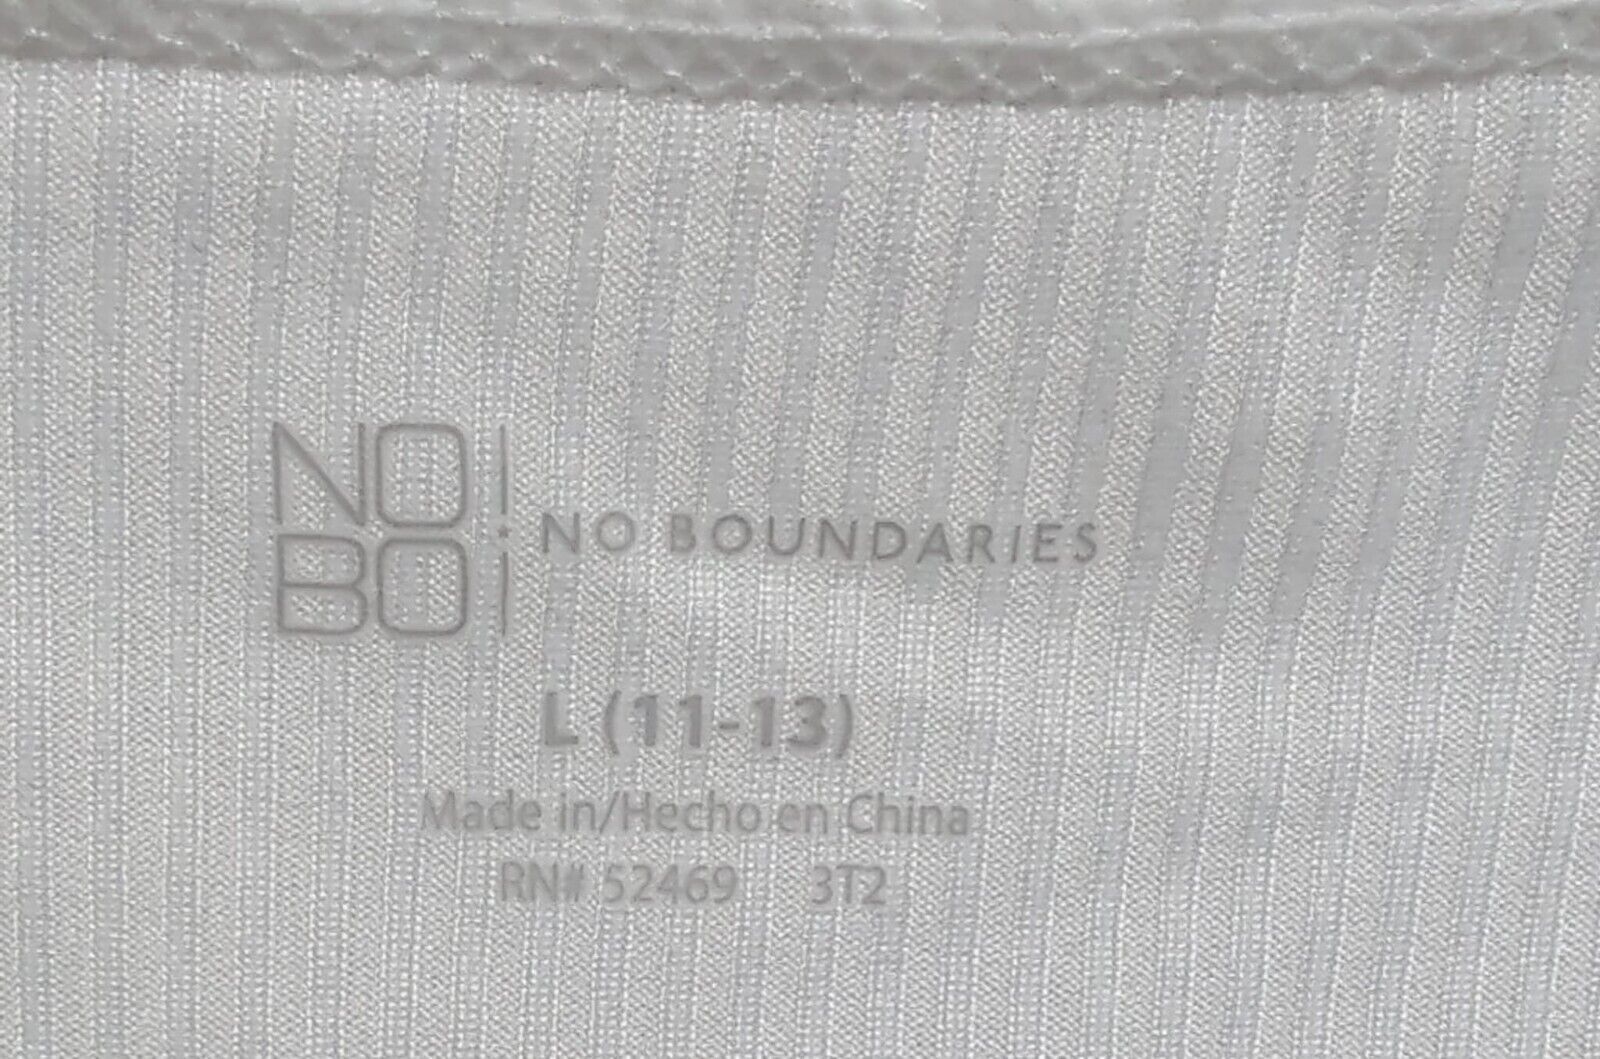 NO
BO
NO BOUNDARIES
L (11-13)
Made in/Hecho en China
RN# 52469 3T2